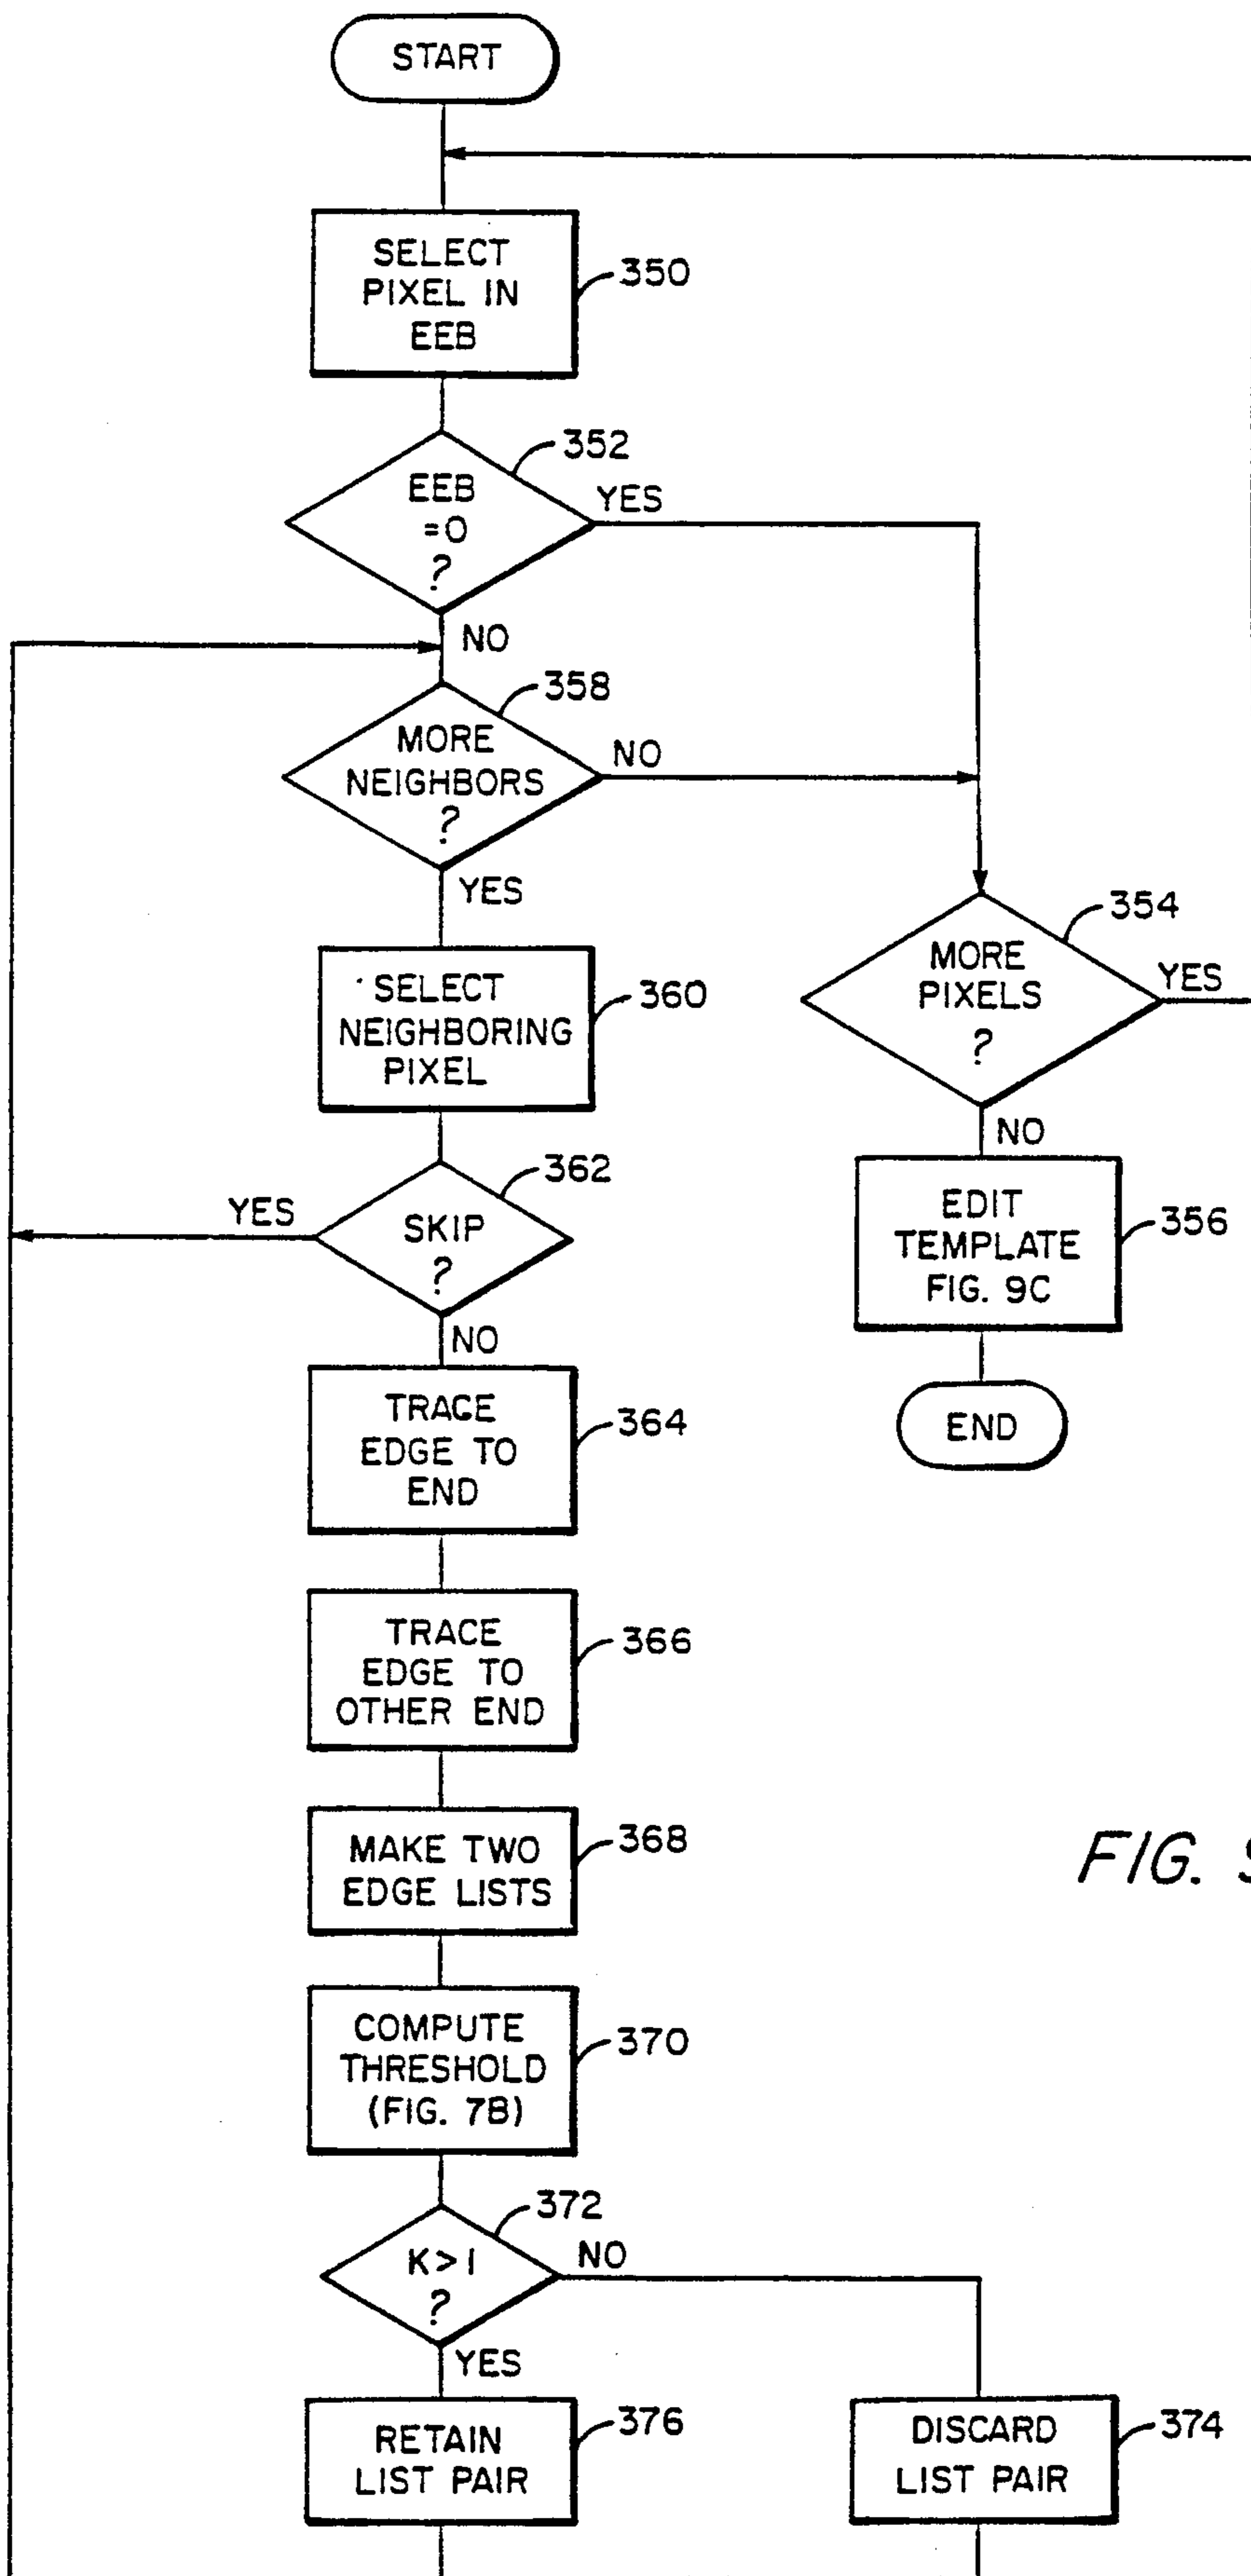 START
SELECT
PIXEL IN
EEB
350
EEB
=0
?
352
YES
NO
MORE
NEIGHBORS
?
358
NO
YES
SELECT
NEIGHBORING
PIXEL
360
MORE
PIXELS
?
354
YES
NO
SKIP
?
362
YES
NO
EDIT
TEMPLATE
FIG. 9C
356
END
TRACE
EDGE TO
END
364
TRACE
EDGE TO
OTHER END
366
MAKE TWO
EDGE LISTS
368
FIG.
COMPUTE
THRESHOLD
(FIG. 7B)
370
K>1
?
372
NO
YES
RETAIN
LIST PAIR
376
DISCARD
LIST PAIR
374